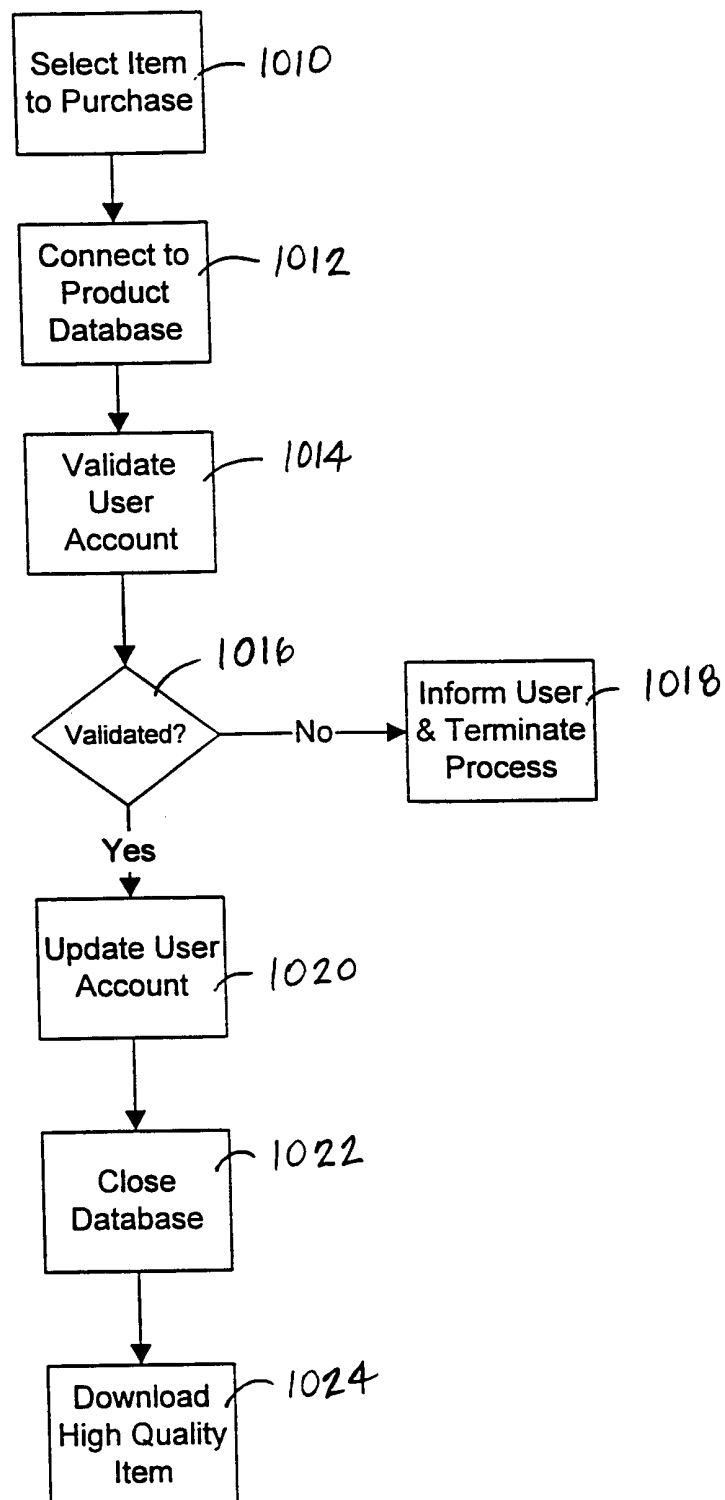 Select Item
to Purchase
1010
Connect to
Product
Database
1012
Validate
User
Account
1014
Validated?
1016
No
Inform User
& Terminate
Process
1018
Yes
Update User
Account
1020
Close
Database
1022
Download
High Quality
Item
1024